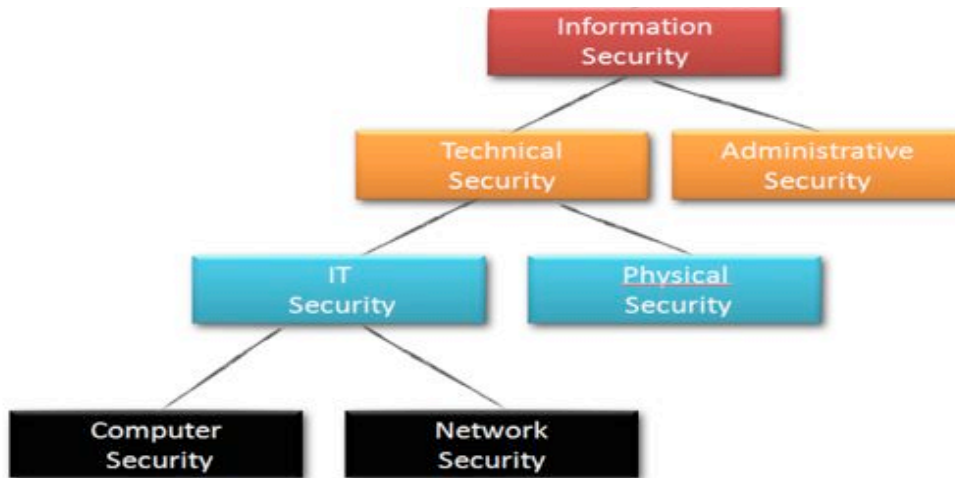 Information
Security
Technical
Security
Administrative
Security
IT
Security
Physical
Security
Computer
Security
Network
Security